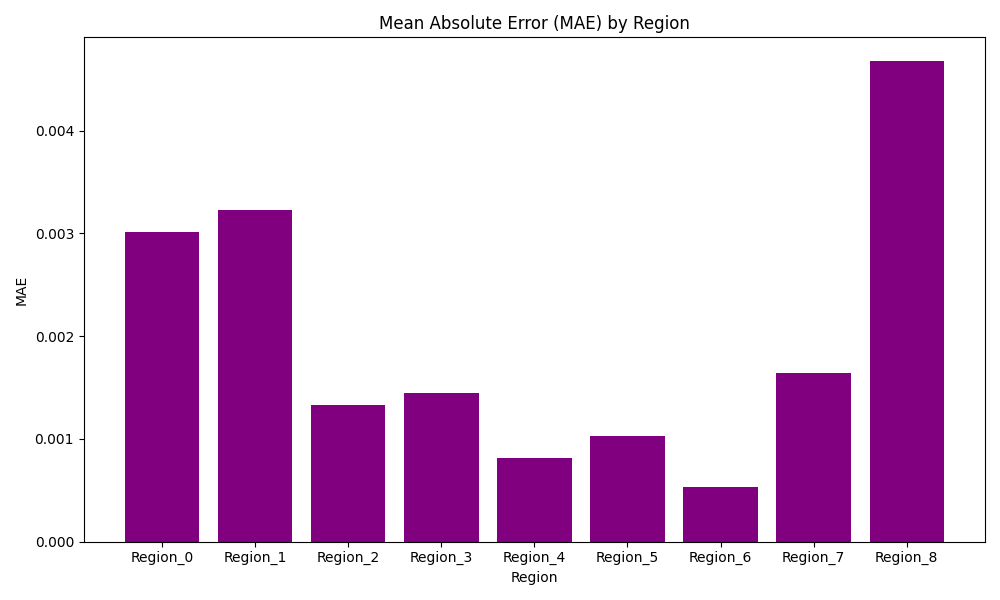 Mean Absolute Error (MAE) by Region
MAE
0.004
0.003
0.002
0.001
0.000
Region_0 Region_1 Region_2 Region_3 Region_4 Region_5 Region_6 Region_7 Region_8
Region